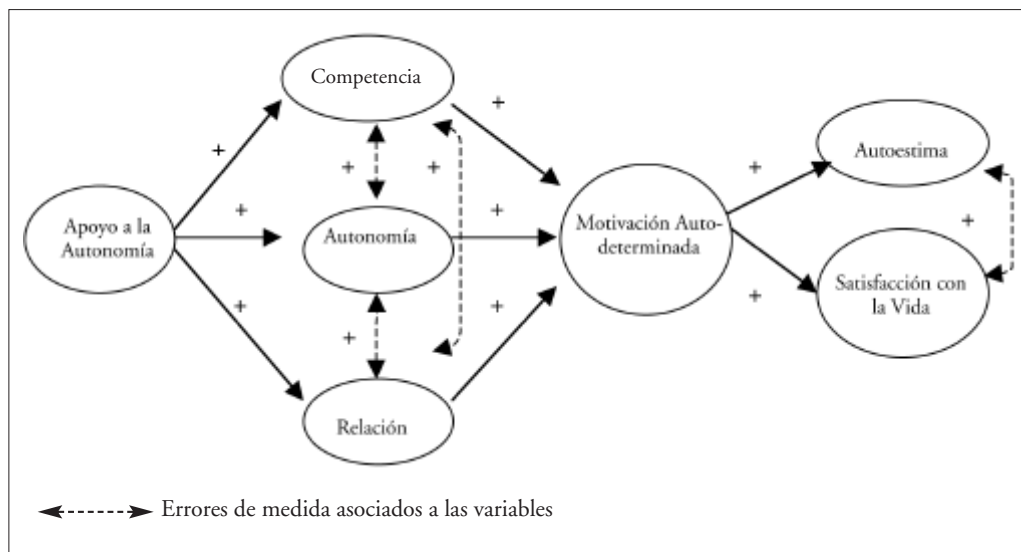 Competencia
+
+
+
+
Apoyo a la
Autonomía
+
Autonomía
+
Motivación Auto-
determinada
+
Autoestima
+
Satisfacción con
la Vida
+
+
+
+
Relación
Errores de medida asociados a las variables